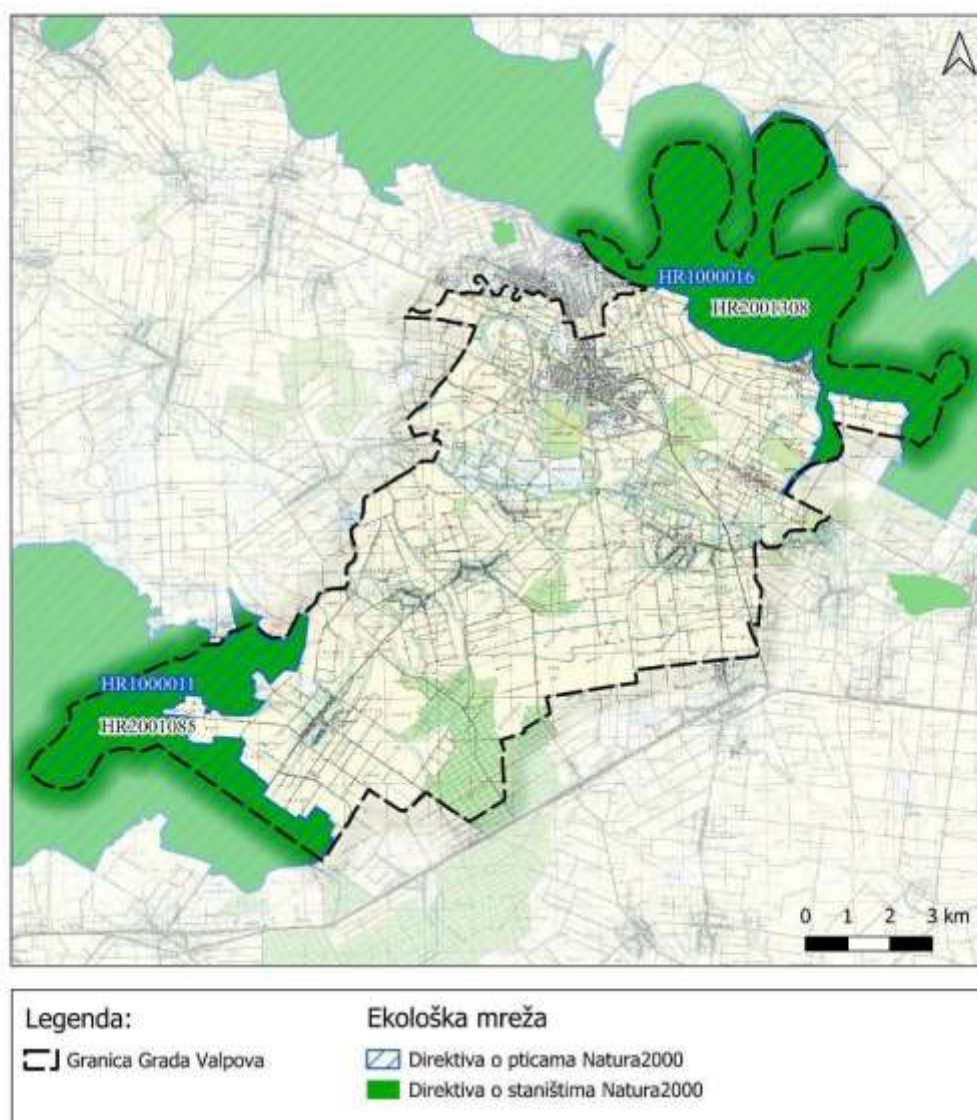 HR1000016
HR2001308
HR1000011
HR2001085
0 1 2 3 km
Legenda:
Granica Grada Valpova
Ekološka mreža
Direktiva o pticama Natura2000
Direktiva o staništima Natura2000